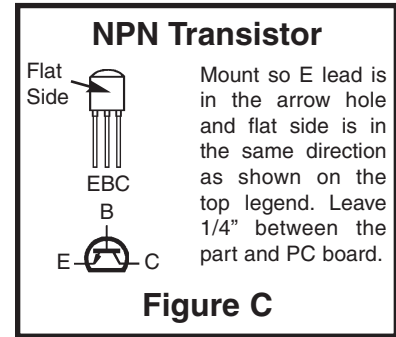 NPN Transistor
Flat
Side
EBC
B
E
C
Mount so E lead is
in the arrow hole
and flat side is in
the same direction
as shown on the
top legend. Leave
1/4” between the
part and PC board.
Figure C